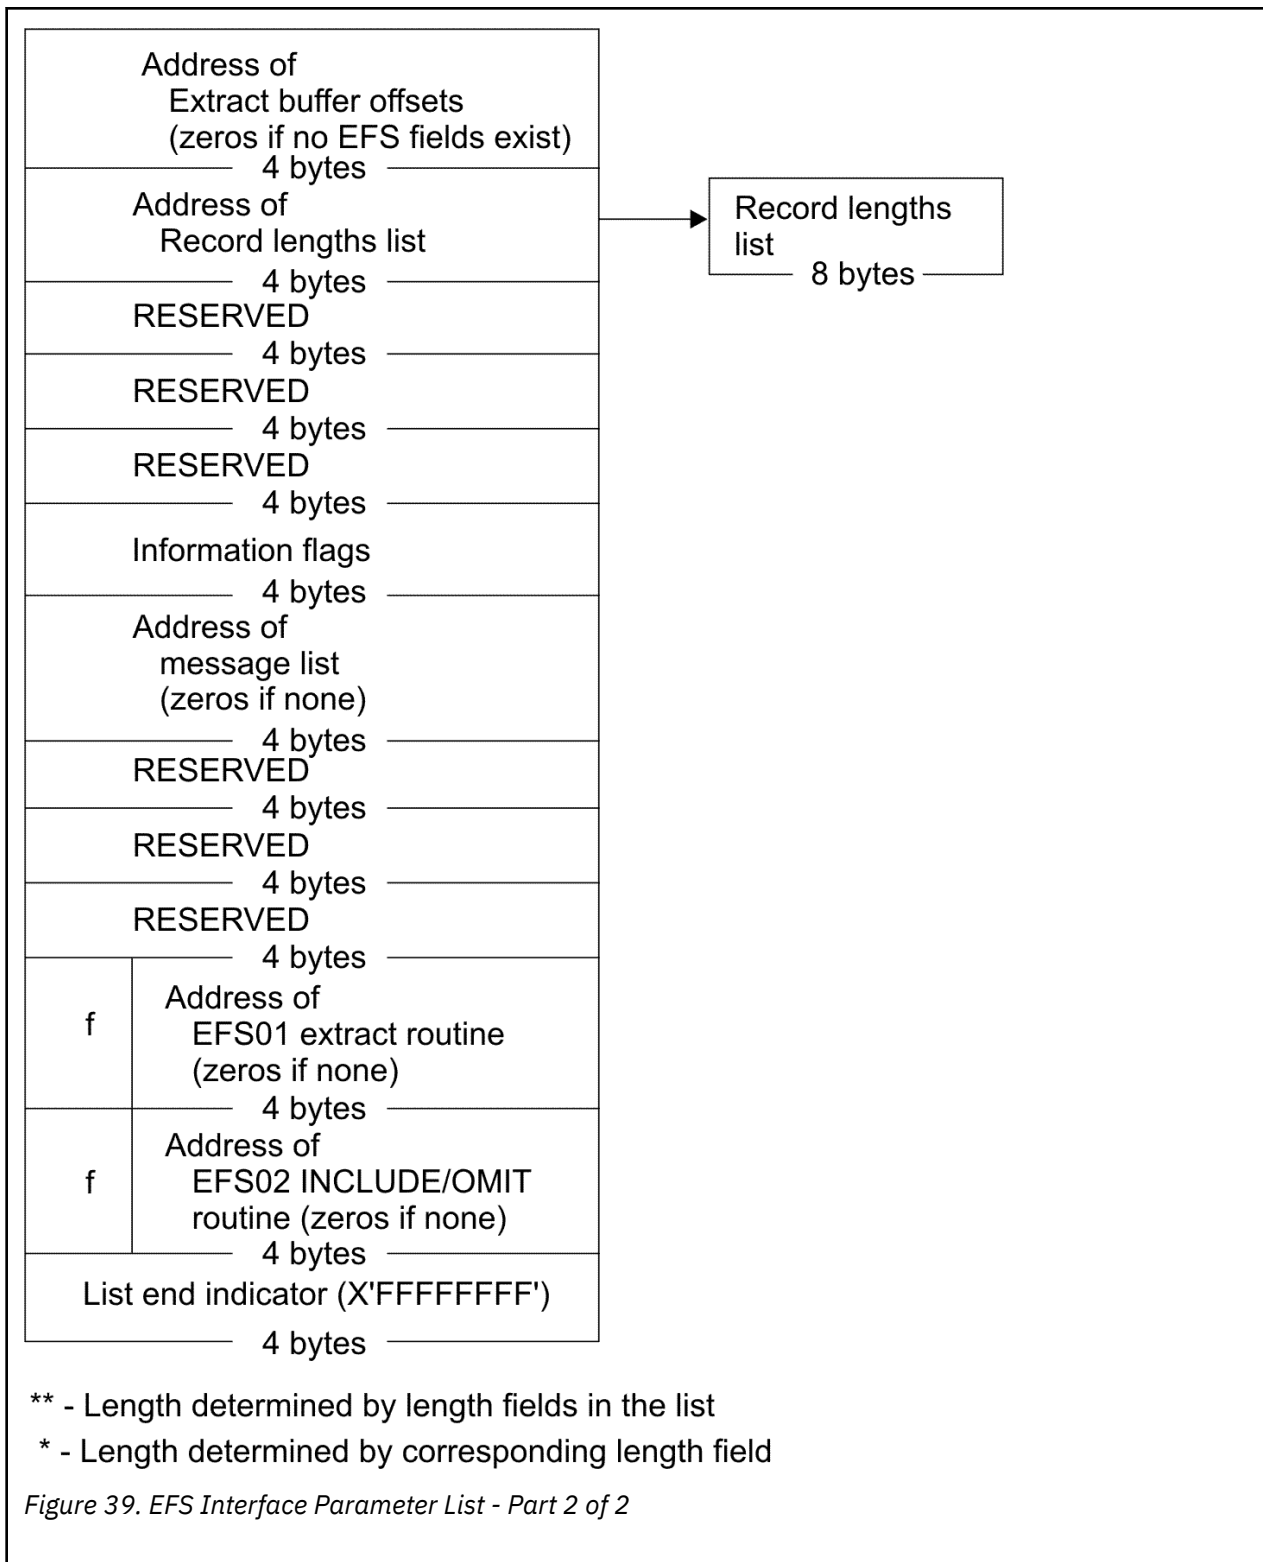 Address of
Extract buffer offsets
(zeros if no EFS fields exist)
4 bytes
Address of
Record lengths list
4 bytes
Record lengths
list
8 bytes
RESERVED
4 bytes
RESERVED
4 bytes
RESERVED
4 bytes
Information flags
4 bytes
Address of
message list
(zeros if none)
4 bytes
RESERVED
4 bytes
RESERVED
4 bytes
RESERVED
4 bytes
f
Address of
EFS01 extract routine
(zeros if none)
4 bytes
f
Address of
EFS02 INCLUDE/OMIT
routine (zeros if none)
4 bytes
List end indicator (X'FFFFFFFF')
4 bytes
** - Length determined by length fields in the list
* - Length determined by corresponding length field
Figure 39. EFS Interface Parameter List - Part 2 of 2